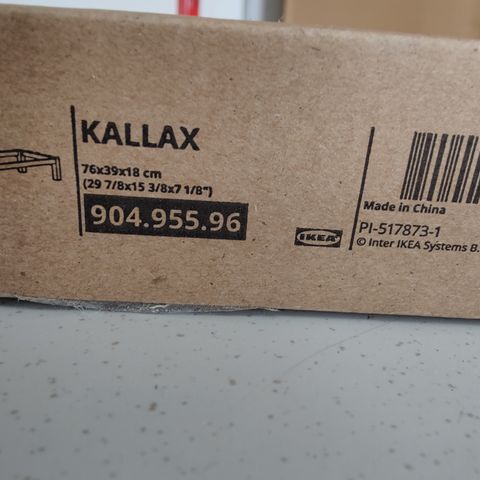 KALLAX
76x39x18 cm
(29 7/8x15 3/8x7 1/8")
904.955.96
IKEA
Made in China
PI-517873-1
© Inter IKEA Systems B.